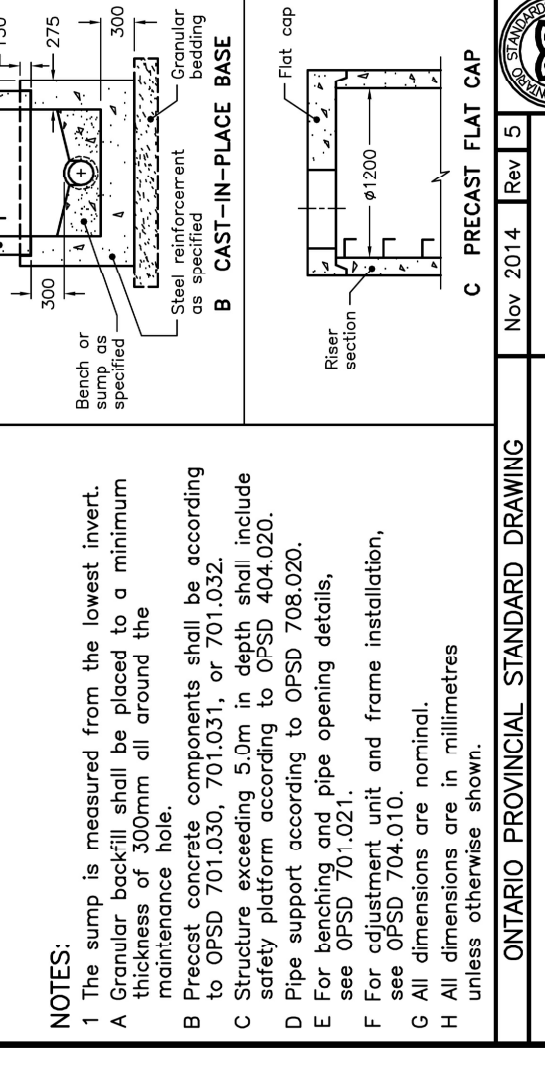 NOTES:
1 The sump is measured from the lowest invert.
A Granular backfill shall be placed to a minimum
thickness of 300mm all around the
maintenance hole.
B Precast concrete components shall be according
to OPSD 701.030, 701.031, or 701.032.
C Structure exceeding 5.0m in depth shall include
safety platform according to OPSD 404.020.
D Pipe support according to OPSD 708.020.
E For benching and pipe opening details,
see OPSD 701.021.
F For adjustment unit and frame installation,
see OPSD 704.010.
G All dimensions are nominal.
H All dimensions are in millimetres
unless otherwise shown.
275
300
300
Bench or
sump as
specified
Steel reinforcement
as specified
Granular
bedding
B CAST-IN-PLACE BASE
Flat cap
ø1200
Riser
section
C PRECAST FLAT CAP
ONTARIO PROVINCIAL STANDARD DRAWING
Nov 2014
Rev 5
STANDARD